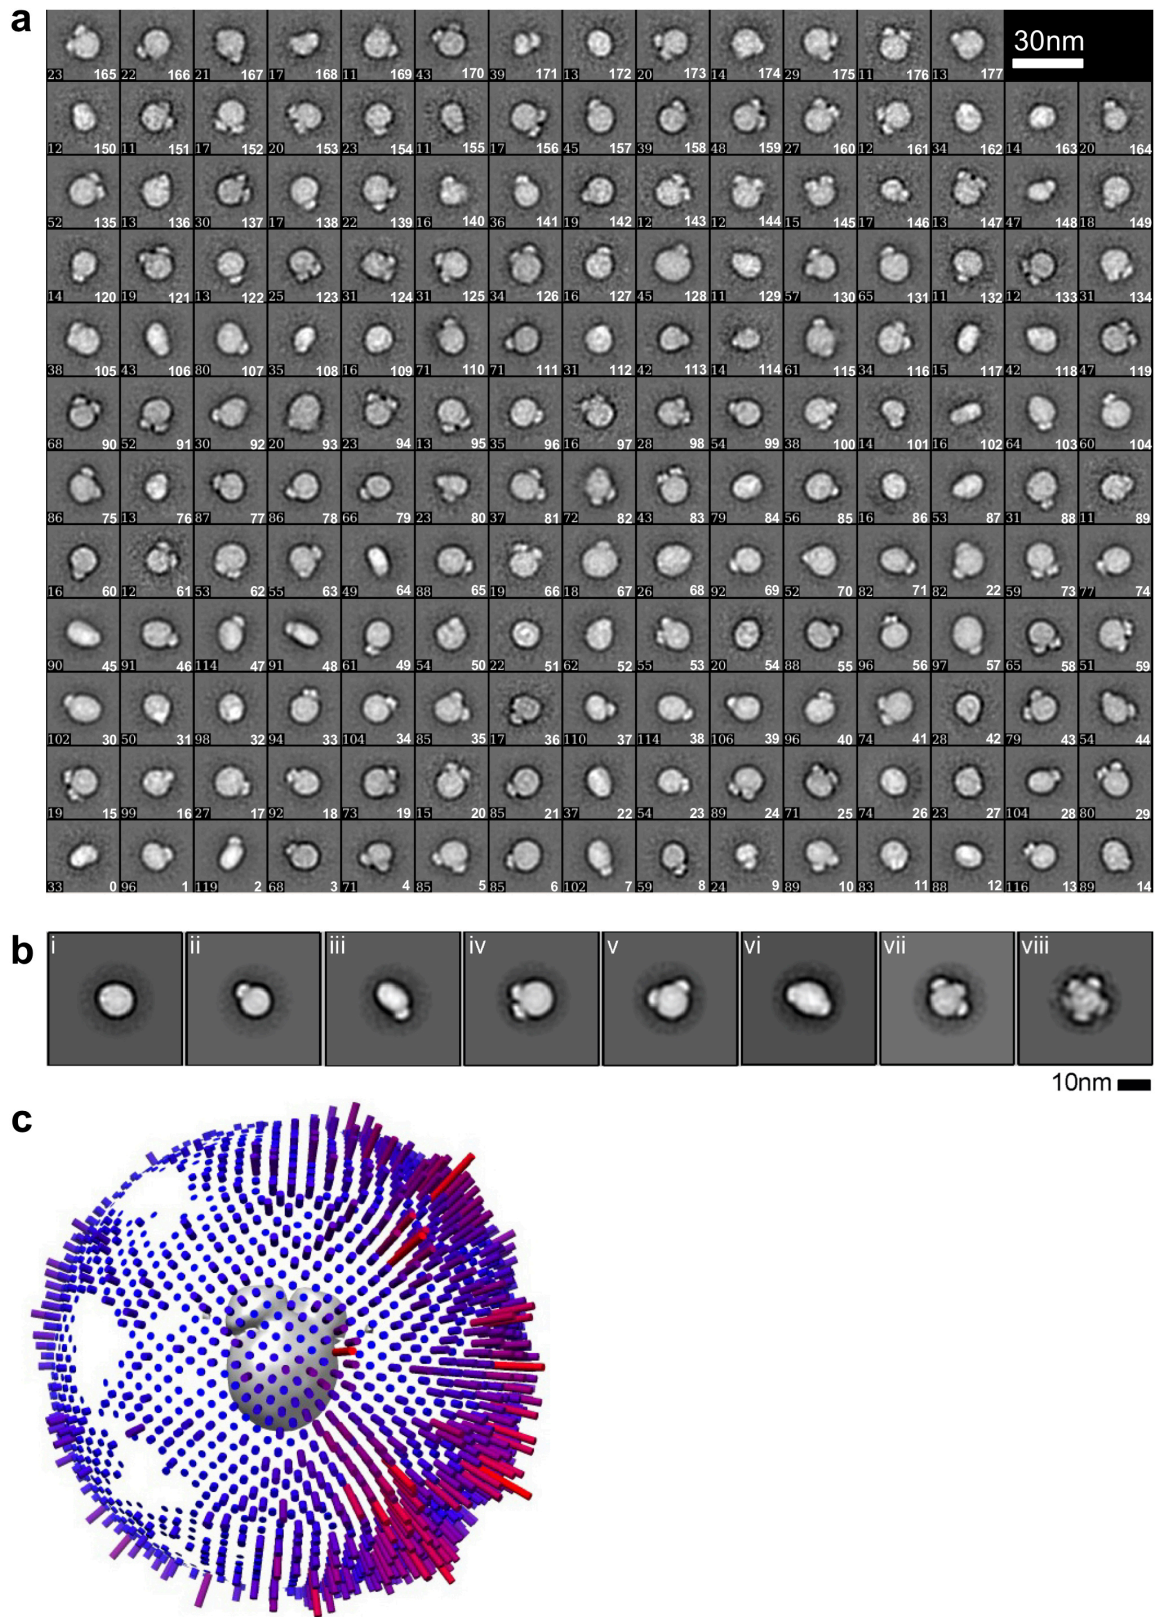 a
30nm
23 165 22 166 21 167 17 168 11 169 43 170 39 171 13 172 20 173 14 174 29 175 11 176 13 177
12 150 11 151 17 152 20 153 23 154 11 155 17 156 45 157 39 158 48 159 27 160 12 161 34 162 14 163 20 164
52 135 13 136 30 137 17 138 22 139 16 140 36 141 19 142 12 143 12 144 15 145 17 146 13 147 47 148 18 149
14 120 19 121 13 122 25 123 31 124 31 125 34 126 16 127 45 128 11 129 57 130 65 131 11 132 12 133 31 134
38 105 43 106 80 107 35 108 16 109 71 110 71 111 31 112 42 113 14 114 61 115 34 116 15 117 42 118 47 119
68 90 52 91 30 92 20 93 23 94 13 95 35 96 16 97 28 98 54 99 38 100 14 101 16 102 64 103 60 104
86 75 13 76 87 77 86 78 66 79 23 80 37 81 72 82 43 83 79 84 56 85 16 86 53 87 31 88 11 89
16 60 12 61 53 62 55 63 49 64 88 65 19 66 18 67 26 68 92 69 52 70 82 71 82 22 59 73 77 74
90 45 91 46 114 47 91 48 61 49 54 50 22 51 62 52 55 53 20 54 88 55 96 56 97 57 65 58 51 59
102 30 50 31 98 32 94 33 104 34 85 35 17 36 110 37 114 38 106 39 96 40 74 41 28 42 79 43 54 44
19 15 99 16 27 17 92 18 73 19 15 20 85 21 37 22 54 23 89 24 71 25 74 26 23 27 104 28 80 29
33 0 96 1 119 2 68 3 71 4 85 5 85 6 102 7 59 8 24 9 89 10 83 11 88 12 116 13 89 14
b
i ii iii iv v vi vii viii
10nm
c